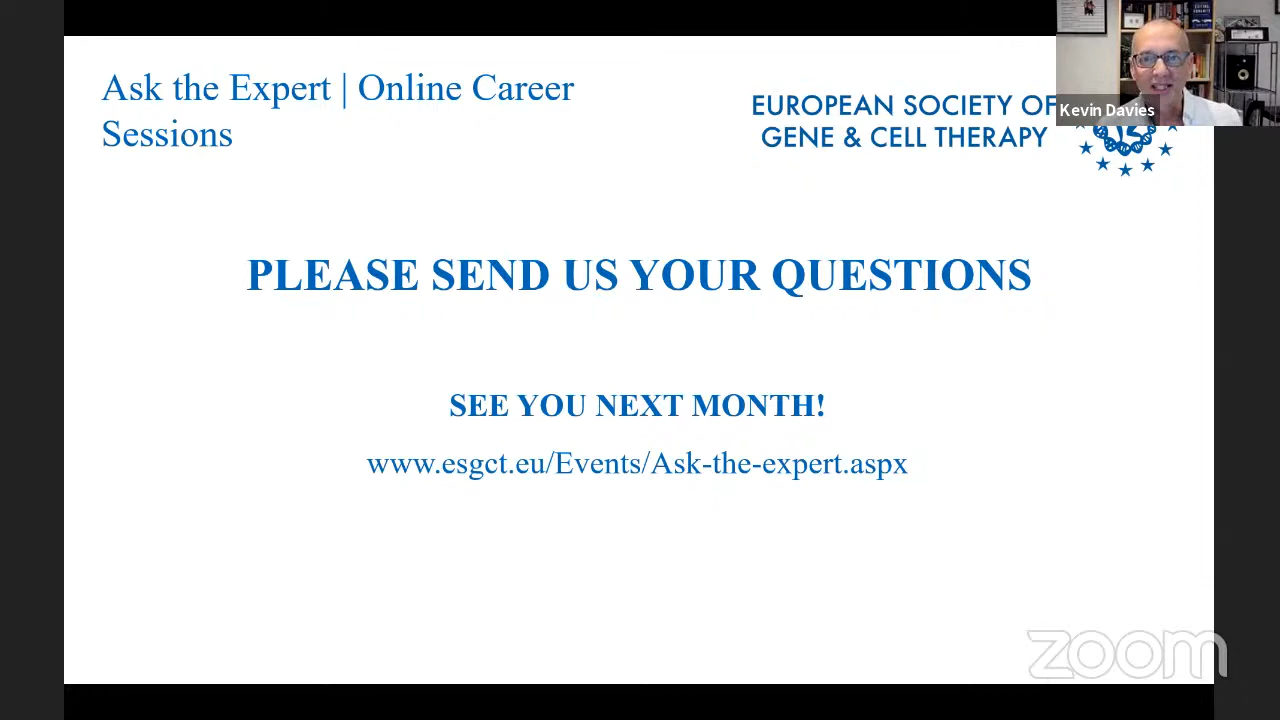 Ask the Expert | Online Career
Sessions
EUROPEAN SOCIETY OF
GENE & CELL THERAPY
Kevin Davies
PLEASE SEND US YOUR QUESTIONS
SEE YOU NEXT MONTH!
www.esgct.eu/Events/Ask-the-expert.aspx
zoom